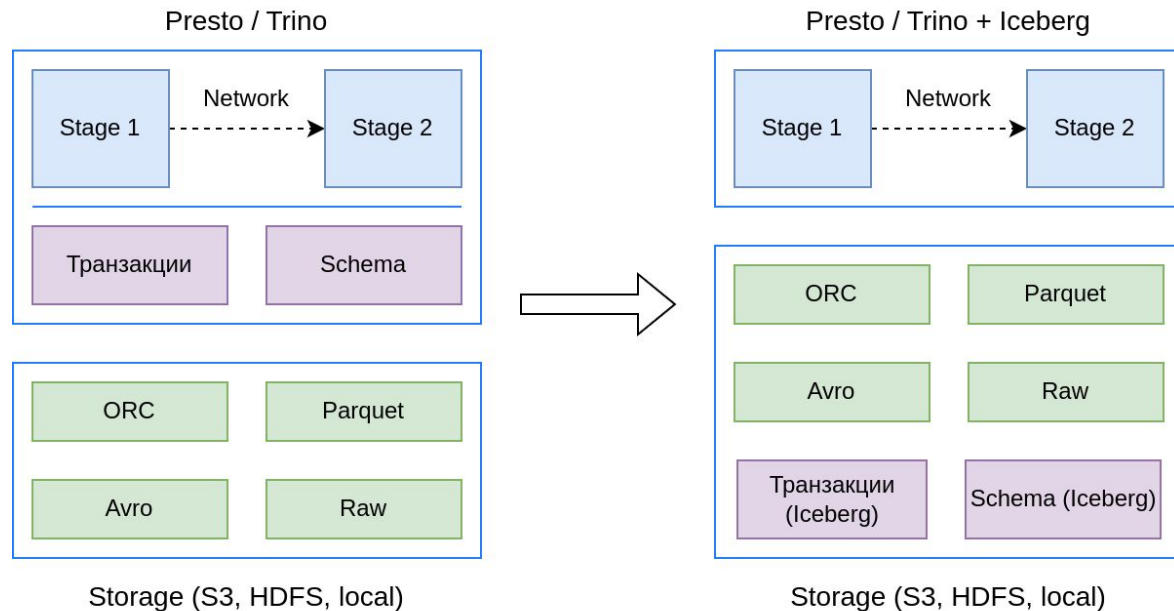 Presto / Trino
Network
Stage 1
Stage 2
Транзакции
Schema
ORC
Parquet
Avro
Raw
Storage (S3, HDFS, local)
Presto / Trino + Iceberg
Network
Stage 1
Stage 2
ORC
Parquet
Avro
Raw
Транзакции
(Iceberg)
Schema (Iceberg)
Storage (S3, HDFS, local)